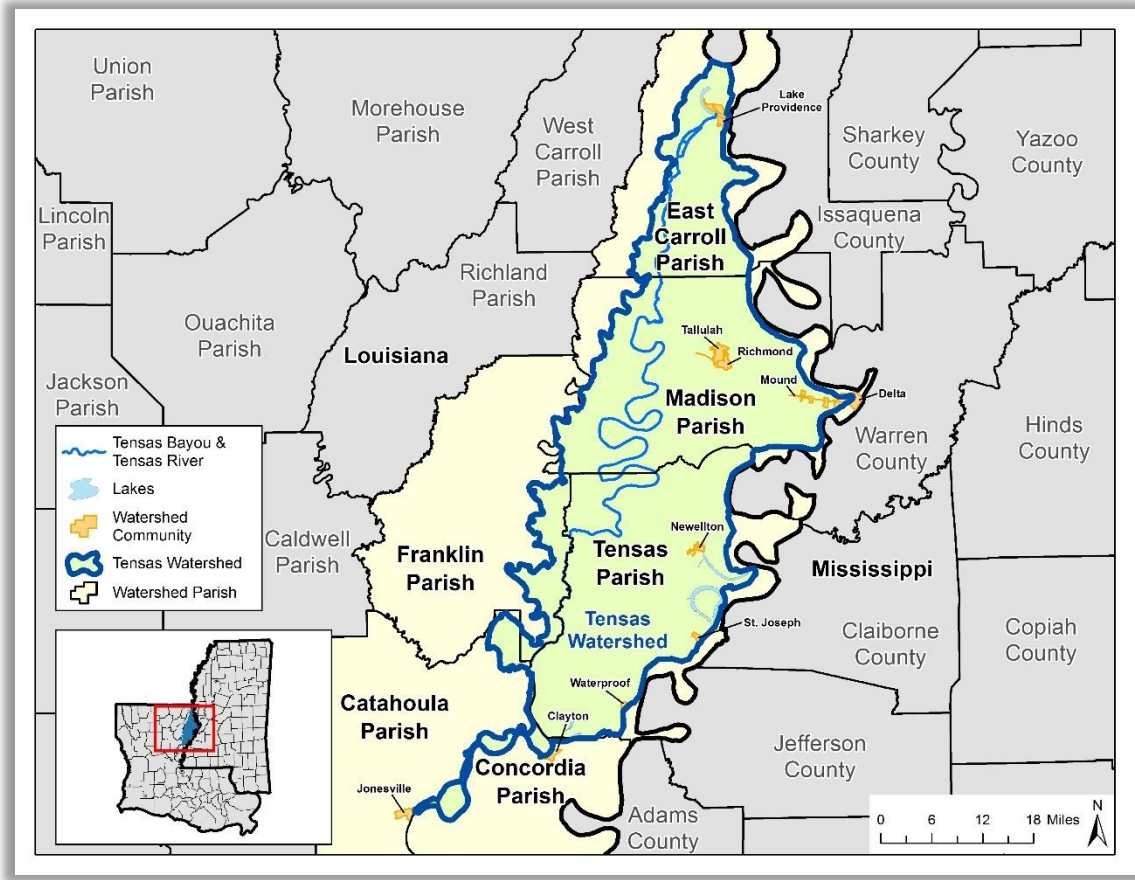 Union
Parish
Morehouse
Parish
West
Carroll
Parish
Lake
Providence
Sharkey
County
Yazoo
County
Lincoln
Parish
East
Carroll
Parish
Issaquena
County
Richland
Parish
Ouachita
Parish
Louisiana
Tallulah
Richmond
Jackson
Parish
Mound
Delta
Madison
Parish
Warren
County
Hinds
County
Tensas Bayou &
Tensas River
Lakes
Watershed
Community
Tensas Watershed
Watershed Parish
Caldwell
Parish
Franklin
Parish
Newellton
Tensas
Parish
Mississippi
Tensas
Watershed
St. Joseph
Claiborne
County
Copiah
County
Waterproof
Catahoula
Parish
Clayton
Jefferson
County
Concordia
Parish
Jonesville
Adams
County
N
0 6 12 18 Miles